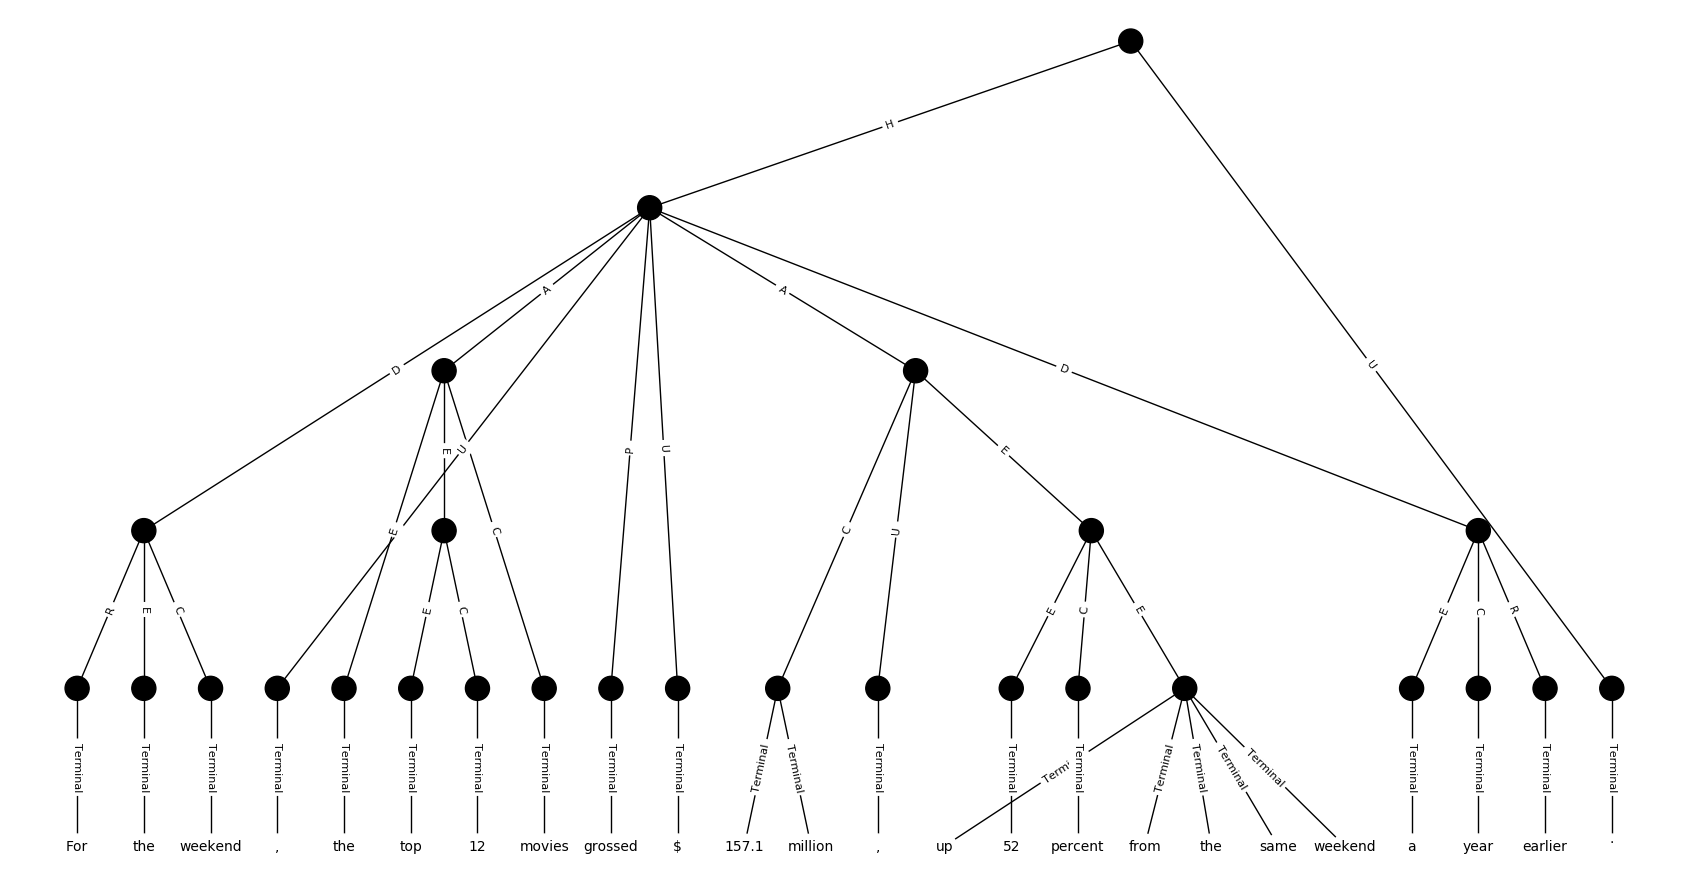 H
A A
D D U
U E P U E
E C C U
R E C E C E C E E C R
Terminal Terminal Terminal Terminal Terminal Terminal Terminal Terminal Terminal Terminal Terminal Terminal Terminal Termi Terminal Terminal Terminal Terminal Terminal Terminal Terminal Terminal Terminal Terminal
For the weekend , the top 12 movies grossed $ 157.1 million , up 52 percent from the same weekend a year earlier .